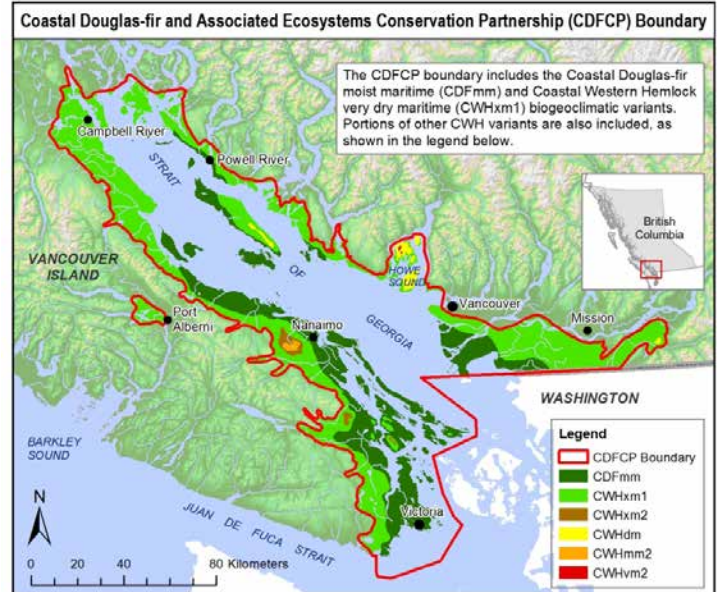 Coastal Douglas-fir and Associated Ecosystems Conservation Partnership (CDFCP) Boundary
The CDFCP boundary includes the Coastal Douglas-fir
moist maritime (CDFmm) and Coastal Western Hemlock
very dry maritime (CWHxm1) biogeoclimatic variants.
Portions of other CWH variants are also included, as
shown in the legend below.
Campbell River
STRAIT
Powell River
British
Columbia
VANCOUVER
ISLAND
OF
HOWE
SOUND
Port
Alberni
Vancouver
Nanaimo
GEORGIA
Mission
WASHINGTON
BARKLEY
SOUND
Legend
CDFCP Boundary
CDFmm
CWHxm1
CWHxm2
CWHdm
CWHmm2
CWHvm2
N
JUAN DE FUCA STRAIT
Victoria
0 20 40 60 80 Kilometers